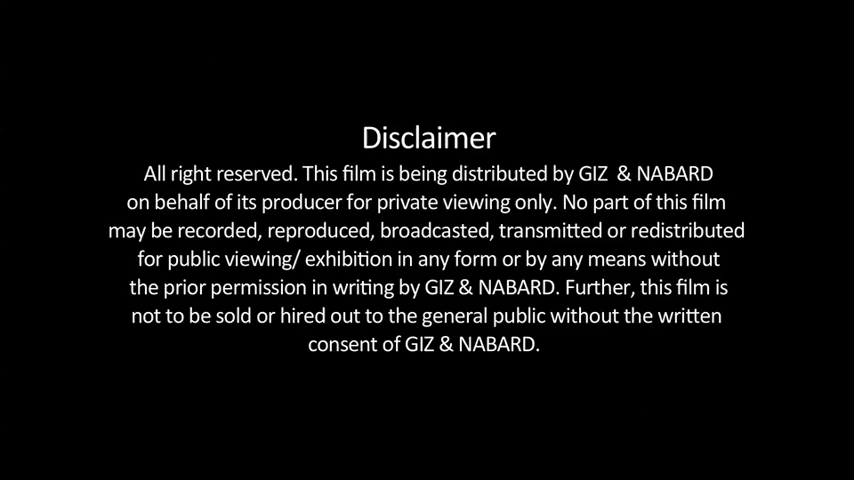 Disclaimer
All right reserved. This film is being distributed by GIZ & NABARD
on behalf of its producer for private viewing only. No part of this film
may be recorded, reproduced, broadcasted, transmitted or redistributed
for public viewing/ exhibition in any form or by any means without
the prior permission in writing by GIZ & NABARD. Further, this film is
not to be sold or hired out to the general public without the written
consent of GIZ & NABARD.